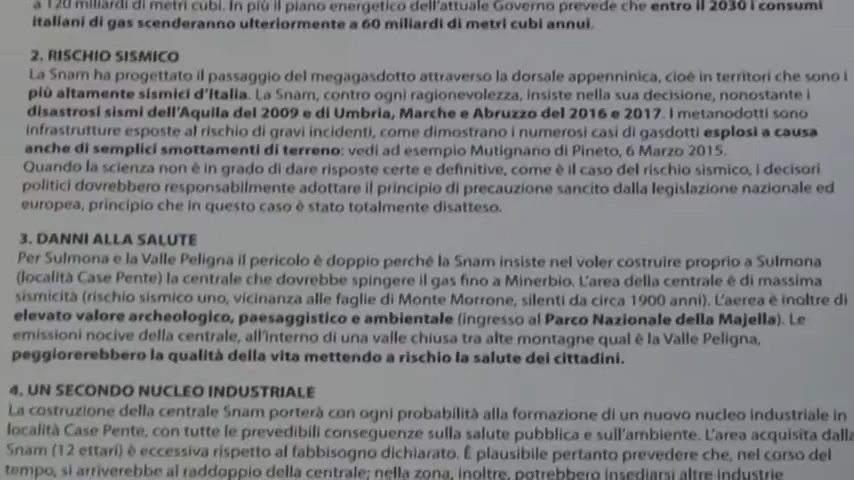 a 120 miliardi di metri cubi. In più il piano energetico dell'attuale Governo prevede che entro il 2030 i consumi
italiani di gas scenderanno ulteriormente a 60 miliardi di metri cubi annui.
2. RISCHIO SISMICO
La Snam ha progettato il passaggio del megagasdotto attraverso la dorsale appenninica, cioé in territori che sono i
più altamente sismici d'Italia. La Snam, contro ogni ragionevolezza, insiste nella sua decisione, nonostante i
disastrosi sismi dell'Aquila del 2009 e di Umbria, Marche e Abruzzo del 2016 e 2017. I metanodotti sono
infrastrutture esposte al rischio di gravi incidenti, come dimostrano i numerosi casi di gasdotti esplosi a causa
anche di semplici smottamenti di terreno: vedi ad esempio Mutignano di Pineto, 6 Marzo 2015.
Quando la scienza non è in grado di dare risposte certe e definitive, come è il caso del rischio sismico, i decisori
politici dovrebbero responsabilmente adottare il principio di precauzione sancito dalla legislazione nazionale ed
europea, principio che in questo caso è stato totalmente disatteso.
3. DANNI ALLA SALUTE
Per Sulmona e la Valle Peligna il pericolo è doppio perché la Snam insiste nel voler costruire proprio a Sulmona
(località Case Pente) la centrale che dovrebbe spingere il gas fino a Minerbio. L'area della centrale è di massima
sismicità (rischio sismico uno, vicinanza alle faglie di Monte Morrone, silenti da circa 1900 anni). L'aerea è inoltre di
elevato valore archeologico, paesaggistico e ambientale (ingresso al Parco Nazionale della Majella). Le
emissioni nocive della centrale, all'interno di una valle chiusa tra alte montagne qual è la Valle Peligna,
peggiorerebbero la qualità della vita mettendo a rischio la salute dei cittadini.
4. UN SECONDO NUCLEO INDUSTRIALE
La costruzione della centrale Snam porterà con ogni probabilità alla formazione di un nuovo nucleo industriale in
località Case Pente, con tutte le prevedibili conseguenze sulla salute pubblica e sull'ambiente. L'area acquisita dalla
Snam (12 ettari) è eccessiva rispetto al fabbisogno dichiarato. È plausibile pertanto prevedere che, nel corso del
tempo, si arriverebbe al raddoppio della centrale; nella zona, inoltre, potrebbero insediarsi altre industrie